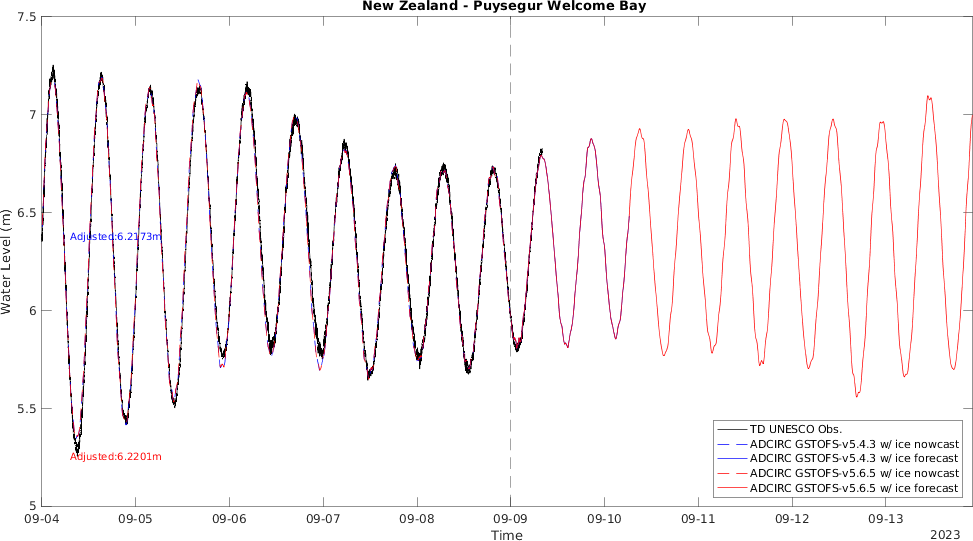 New Zealand - Puysegur Welcome Bay
7.5
7
6.5
6
5.5
5
Water Level (m)
Adjusted:6.2173m
Adjusted:6.2201m
TD UNESCO Obs.
ADCIRC GSTOFS-v5.4.3 w/ ice nowcast
ADCIRC GSTOFS-v5.4.3 w/ ice forecast
ADCIRC GSTOFS-v5.6.5 w/ ice nowcast
ADCIRC GSTOFS-v5.6.5 w/ ice forecast
09-04 09-05 09-06 09-07 09-08 09-09 09-10 09-11 09-12 09-13
Time
2023